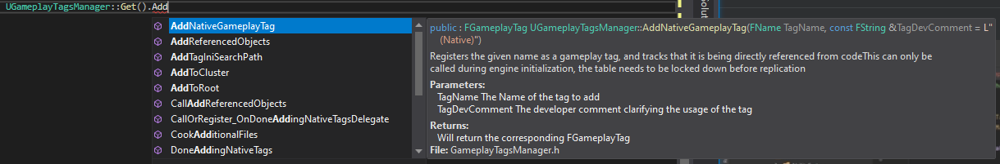 UGameplayTagsManager::Get().Add
Solut
AddNativeGameplayTag
AddReferencedObjects
AddTagIniSearchPath
AddToCluster
AddToRoot
CallAddReferencedObjects
CallOrRegister_OnDoneAddingNativeTagsDelegate
CookAdditionalFiles
DoneAddingNativeTags
public : FGameplayTag UGameplayTagsManager::AddNativeGameplayTag(FName TagName, const FString &TagDevComment = L"
(Native)")
Registers the given name as a gameplay tag, and tracks that it is being directly referenced from codeThis can only be
called during engine initialization, the table needs to be locked down before replication
Parameters:
TagName The Name of the tag to add
TagDevComment The developer comment clarifying the usage of the tag
Returns:
Will return the corresponding FGameplayTag
File: GameplayTagsManager.h